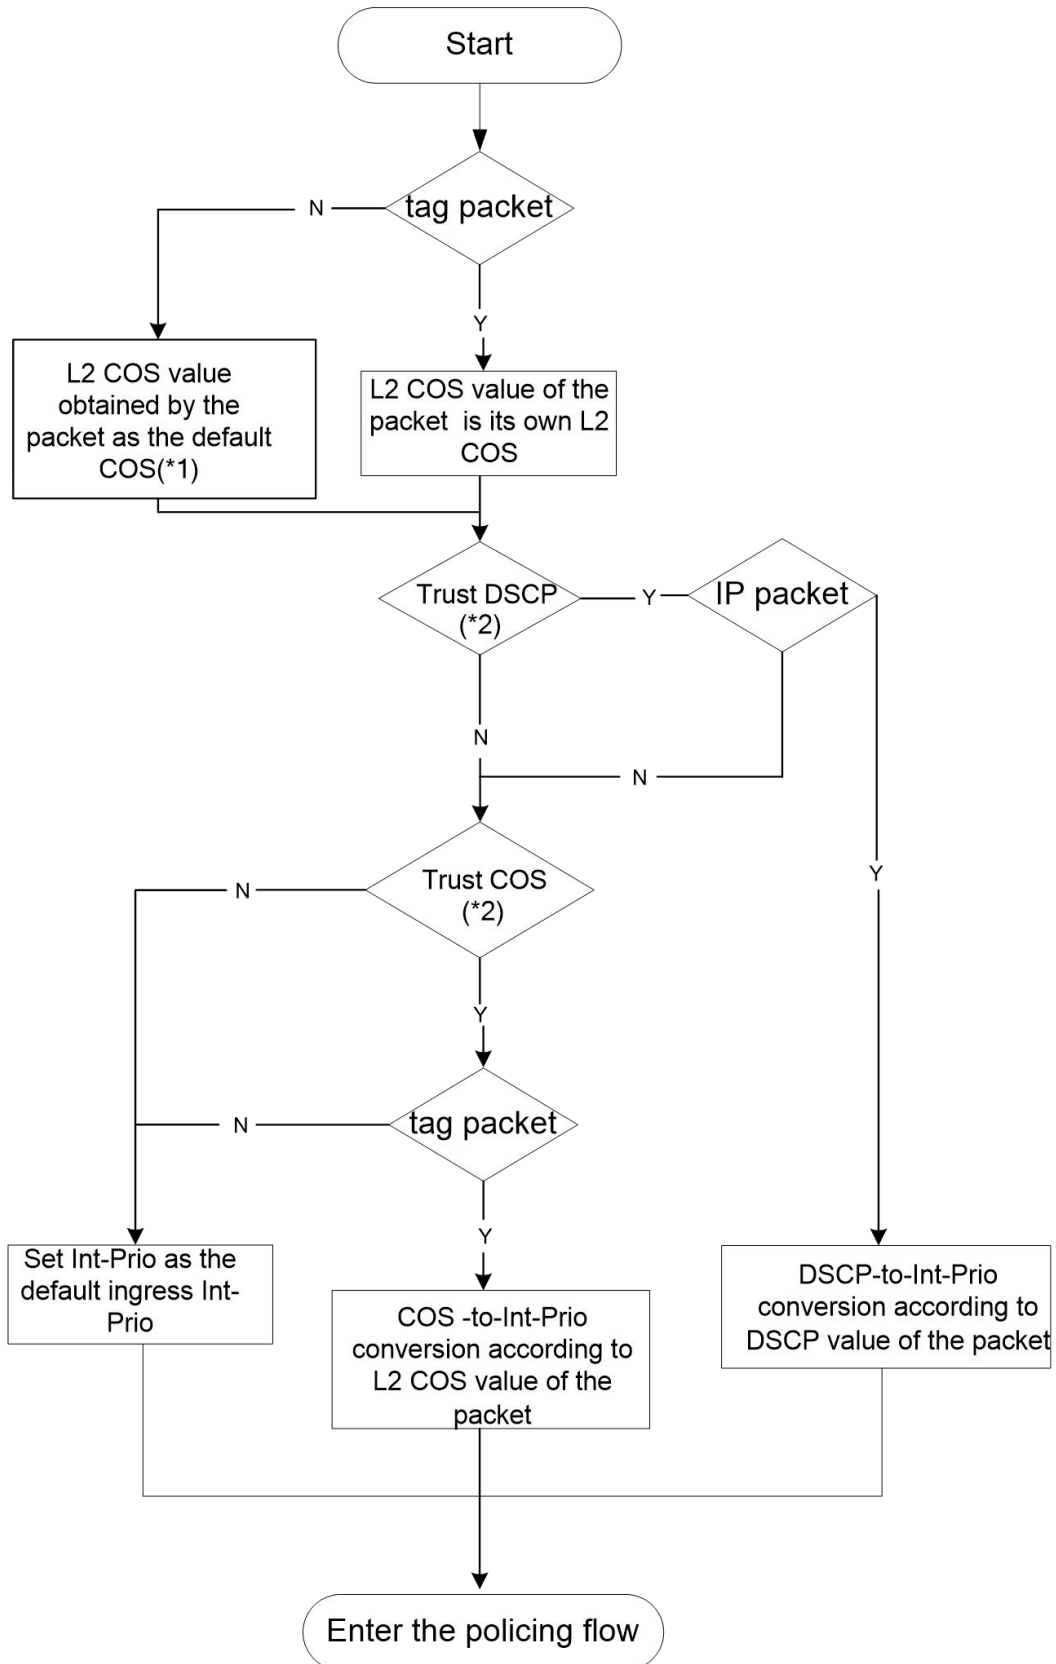 Start
tag packet
N
Y
L2 COS value
obtained by the
packet as the default
COS(*1)
L2 COS value of the
packet is its own L2
COS
Trust DSCP
(*2)
Y
IP packet
N
N
Y
Trust COS
(*2)
N
Y
tag packet
N
Y
Set Int-Prio as the
default ingress Int-
Prio
COS -to-Int-Prio
conversion according to
L2 COS value of the
packet
DSCP-to-Int-Prio
conversion according to
DSCP value of the packet
Enter the policing flow